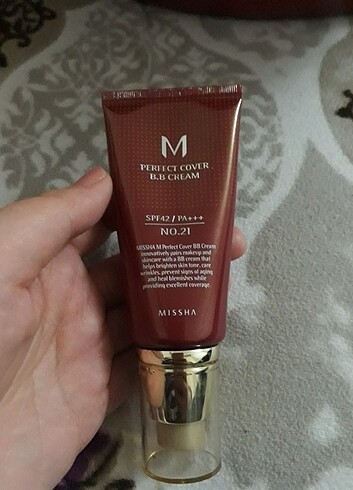 M
PERFECT COVER
B.B CREAM
SPF42 / PA+++
NO.21
MISSHA M Perfect Cover BB Cream
innovatively pairs makeup and
skincare with a BB cream that
helps brighten skin tone, care
wrinkles, prevent signs of aging
and heal blemishes while
providing excellent coverage.
MISSHA